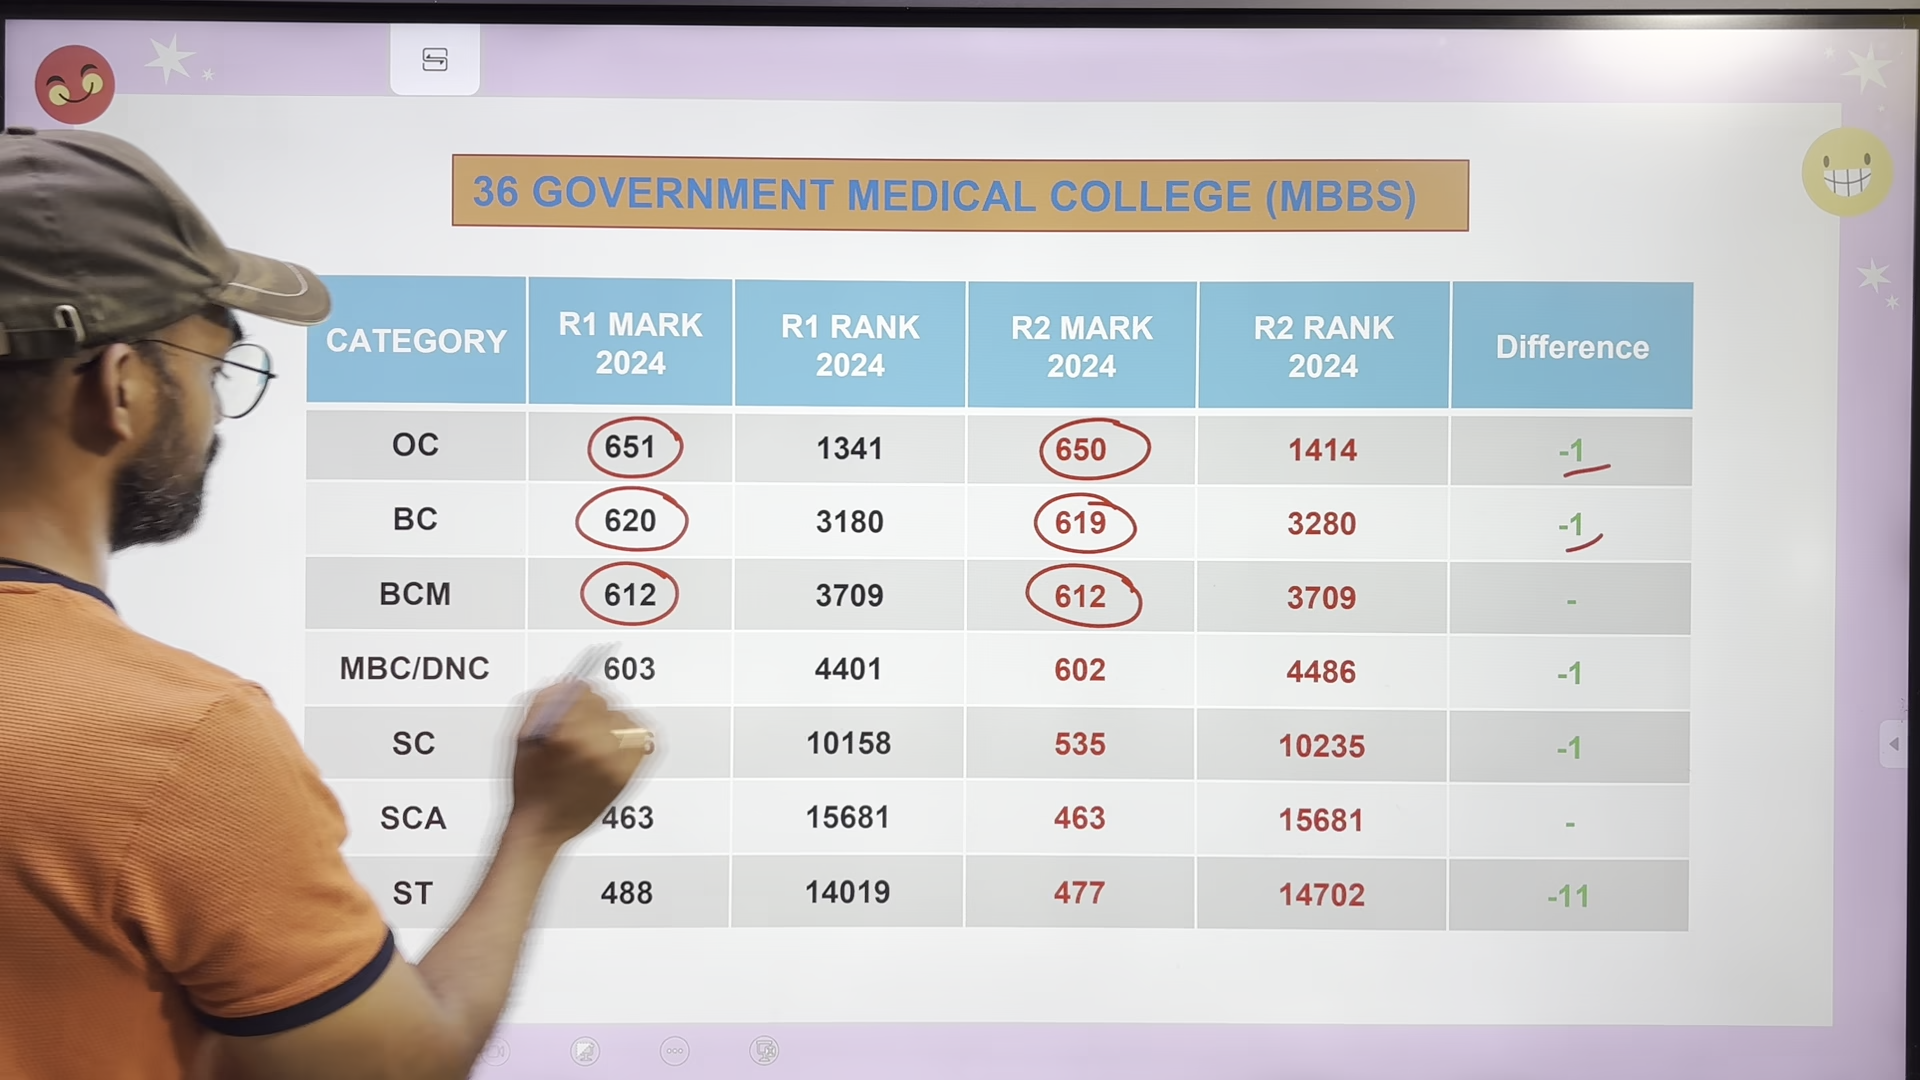 36 GOVERNMENT MEDICAL COLLEGE (MBBS)
CATEGORY R1 MARK 2024 R1 RANK 2024 R2 MARK 2024 R2 RANK 2024 Difference
OC 651 1341 650 1414 -1
BC 620 3180 619 3280 -1
BCM 612 3709 612 3709 -
MBC/DNC 603 4401 602 4486 -1
SC 10158 535 10235 -1
SCA 463 15681 463 15681 -
ST 488 14019 477 14702 -11